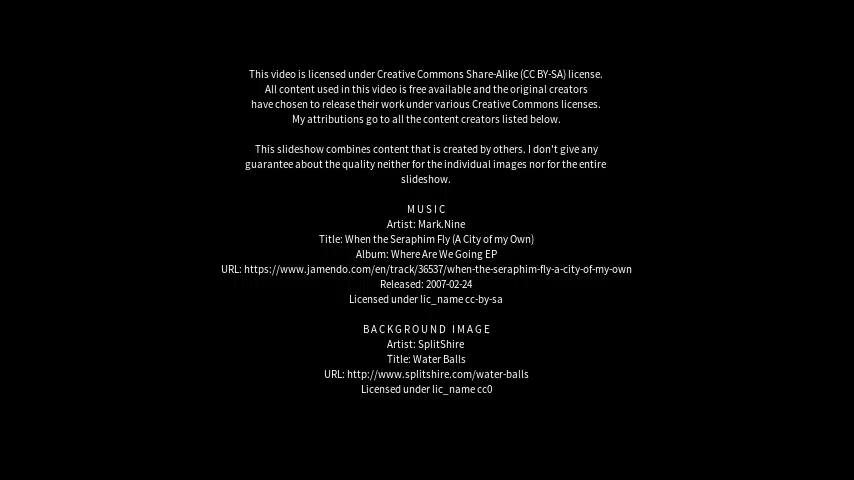 This video is licensed under Creative Commons Share-Alike (CC BY-SA) license.
All content used in this video is free available and the original creators
have chosen to release their work under various Creative Commons licenses.
My attributions go to all the content creators listed below.
This slideshow combines content that is created by others. I don't give any
guarantee about the quality neither for the individual images nor for the entire
slideshow.
MUSIC
Artist: Mark.Nine
Title: When the Seraphim Fly (A City of my Own)
Album: Where Are We Going EP
URL: https://www.jamendo.com/en/track/36537/when-the-seraphim-fly-a-city-of-my-own
Released: 2007-02-24
Licensed under lic_name cc-by-sa
BACKGROUND IMAGE
Artist: SplitShire
Title: Water Balls
URL: http://www.splitshire.com/water-balls
Licensed under lic_name cc0